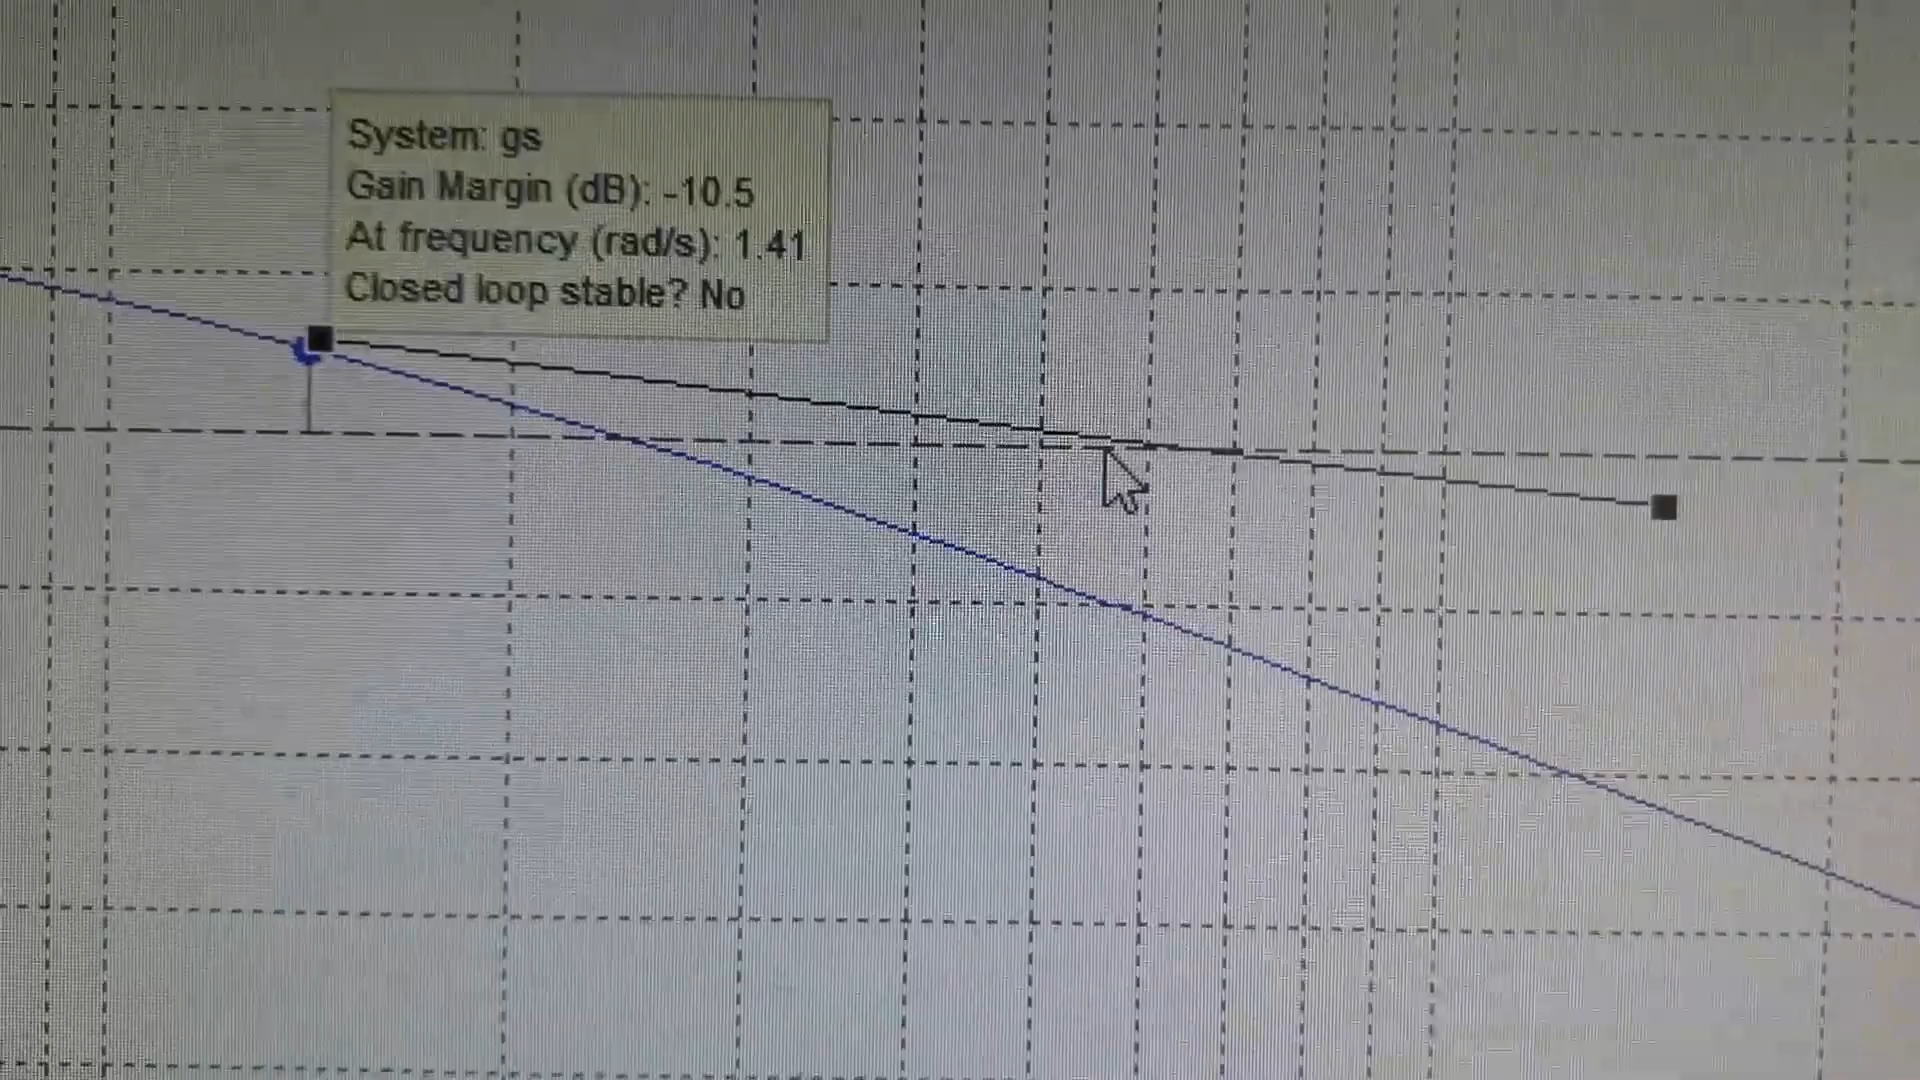 System: gs
Gain Margin (dB): -10.5
At frequency (rad/s): 1.41
Closed loop stable? No